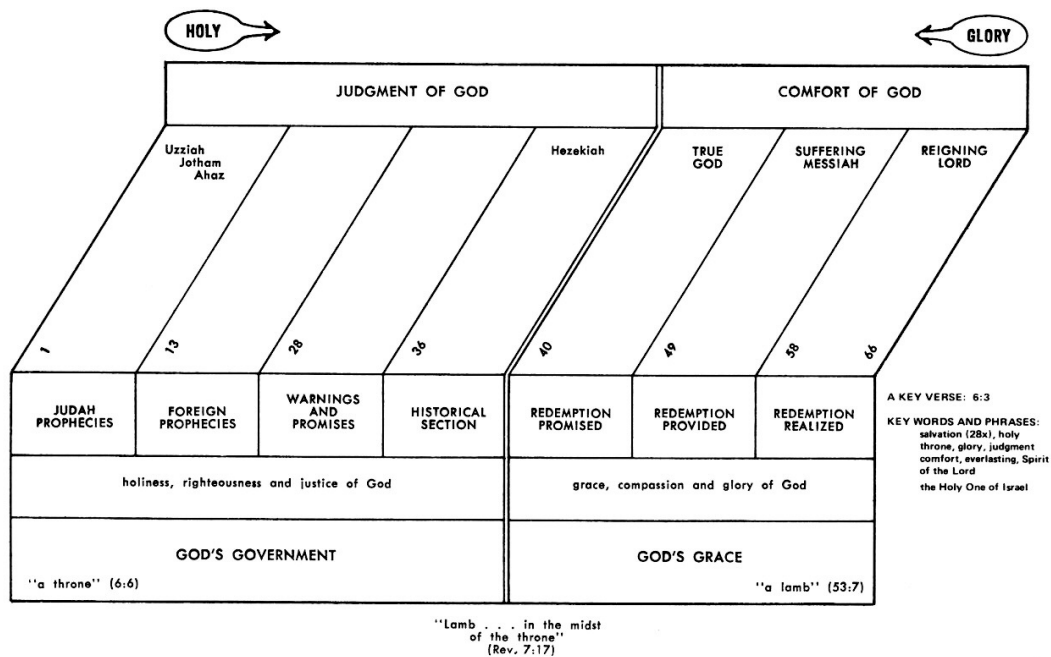 HOLY
GLORY
JUDGMENT OF GOD
COMFORT OF GOD
Uzziah
Jotham
Ahaz
Hezekiah
TRUE
GOD
SUFFERING
MESSIAH
REIGNING
LORD
1
13
28
36
40
49
58
66
JUDAH
PROPHECIES
FOREIGN
PROPHECIES
WARNINGS
AND
PROMISES
HISTORICAL
SECTION
REDEMPTION
PROMISED
REDEMPTION
PROVIDED
REDEMPTION
REALIZED
A KEY VERSE: 6:3
KEY WORDS AND PHRASES:
salvation (28x), holy
throne, glory, judgment
comfort, everlasting, Spirit
of the Lord
the Holy One of Israel
holiness, righteousness and justice of God
grace, compassion and glory of God
GOD'S GOVERNMENT
GOD'S GRACE
"a throne" (6:6)
"a lamb" (53:7)
"Lamb . . . in the midst
of the throne"
(Rev. 7:17)